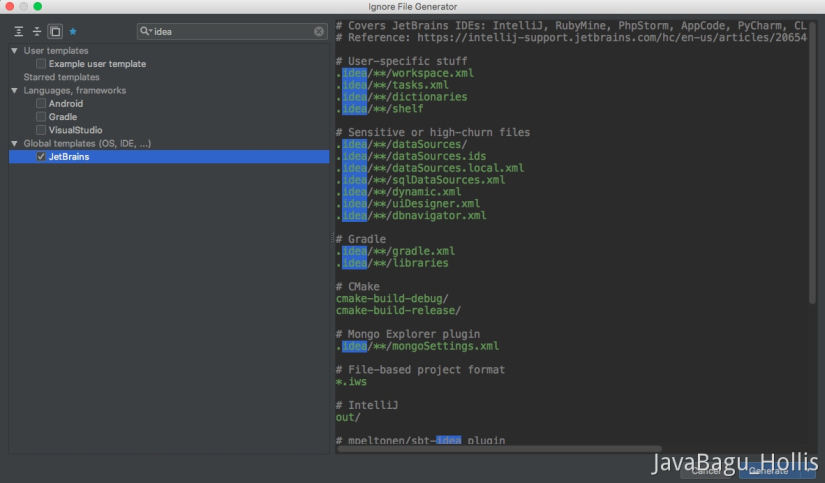 Ignore File Generator
idea
User templates
Example user template
Starred templates
Languages, frameworks
Android
Gradle
VisualStudio
Global templates (OS, IDE, ...)
JetBrains
# Covers JetBrains IDEs: IntelliJ, RubyMine, PhpStorm, AppCode, PyCharm, CL
# Reference: https://intellij-support.jetbrains.com/hc/en-us/articles/20654
# User-specific stuff
.idea/**/workspace.xml
.idea/**/tasks.xml
.idea/**/dictionaries
.idea/**/shelf
# Sensitive or high-churn files
.idea/**/dataSources/
.idea/**/dataSources.ids
.idea/**/dataSources.local.xml
.idea/**/sqlDataSources.xml
.idea/**/dynamic.xml
.idea/**/uiDesigner.xml
.idea/**/dbnavigator.xml
# Gradle
.idea/**/gradle.xml
.idea/**/libraries
# CMake
cmake-build-debug/
cmake-build-release/
# Mongo Explorer plugin
.idea/**/mongoSettings.xml
# File-based project format
*.iws
# IntelliJ
out/
# mpeltonen/sbt-idea plugin
JavaBagu_Hollis
Cancel
Generate